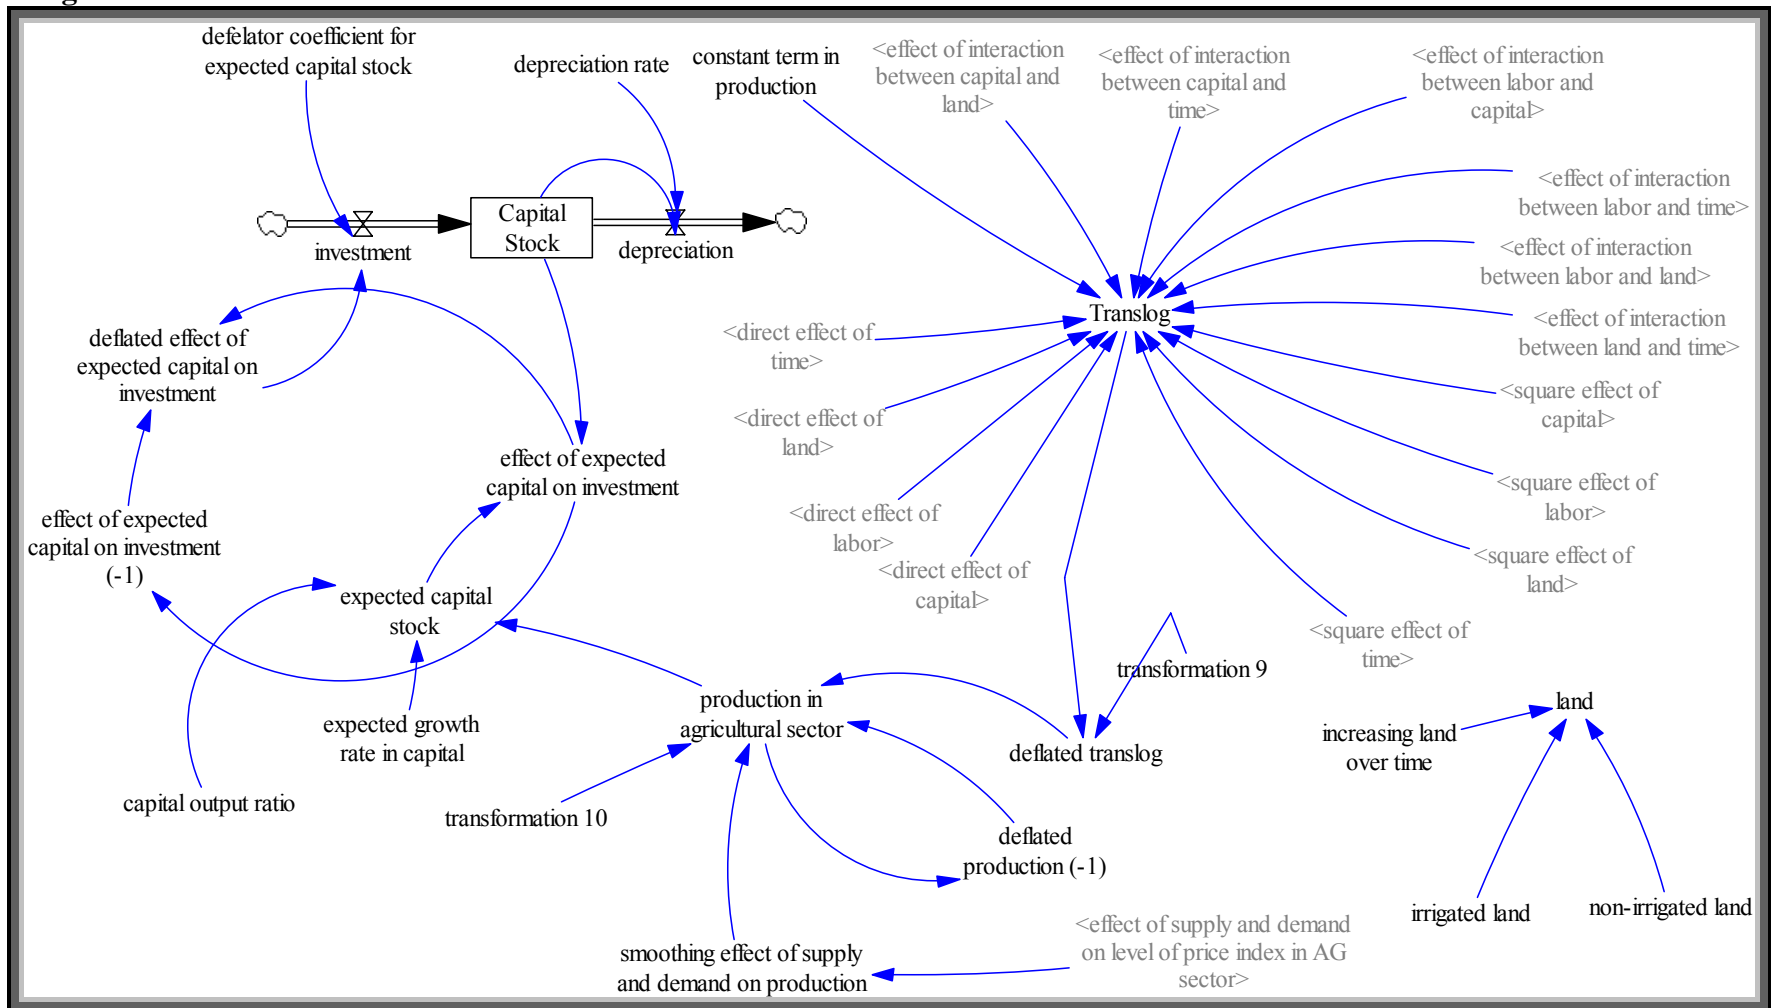 defelator coefficient for
expected capital stock
depreciation rate
constant term in
production
<effect of interaction
between capital and
land>
<effect of interaction
between capital and
time>
<effect of interaction
between labor and
capital>
<effect of interaction
between labor and time>
<effect of interaction
between labor and land>
<effect of interaction
between land and time>
Capital
Stock
investment
depreciation
Translog
deflated effect of
expected capital on
investment
<direct effect of
time>
<direct effect of
land>
<direct effect of
labor>
<direct effect of
capital>
<square effect of
capital>
<square effect of
labor>
<square effect of
land>
<square effect of
time>
effect of expected
capital on investment
effect of expected
capital on investment
(-1)
expected capital
stock
transformation 9
production in
agricultural sector
expected growth
rate in capital
deflated translog
land
increasing land
over time
capital output ratio
transformation 10
deflated
production (-1)
irrigated land
non-irrigated land
smoothing effect of supply
and demand on production
<effect of supply and demand
on level of price index in AG
sector>